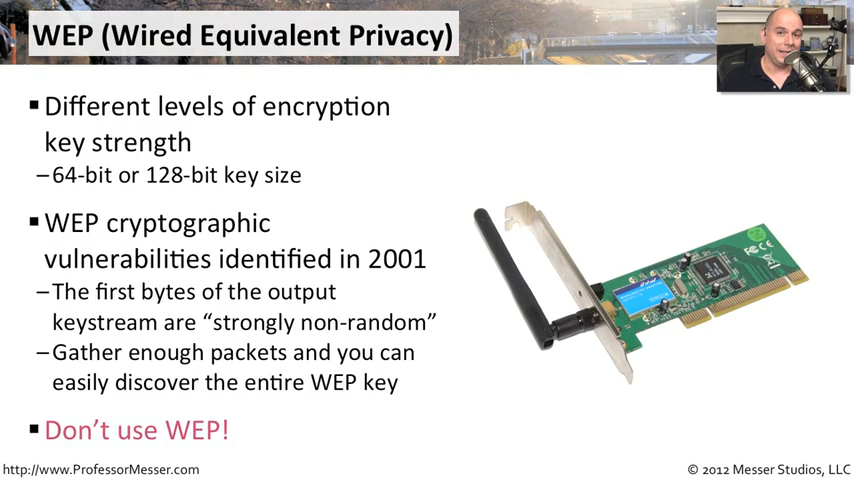 WEP (Wired Equivalent Privacy)
▪Different levels of encryption
key strength
–64-bit or 128-bit key size
▪WEP cryptographic
vulnerabilities identified in 2001
–The first bytes of the output
keystream are “strongly non-random”
–Gather enough packets and you can
easily discover the entire WEP key
▪Don’t use WEP!
http://www.ProfessorMesser.com
© 2012 Messer Studios, LLC